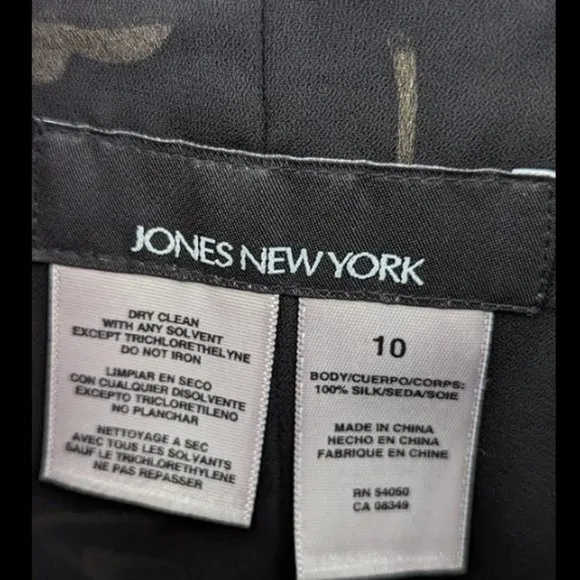 JONES NEW YORK
DRY CLEAN
WITH ANY SOLVENT
EXCEPT TRICHLORETHELYNE
DO NOT IRON
LIMPIAR EN SECO
CON CUALQUIER DISOLVENTE
EXCEPTO TRICLORETILENO
NO PLANCHAR
NETTOYAGE A SEC
AVEC TOUS LES SOLVANTS
SAUF LE TRICHLORETHYLENE
NE PAS REPASSER
10
BODY/CUERPO/CORPS:
100% SILK/SEDA/SOIE
MADE IN CHINA
HECHO EN CHINA
FABRIQUE EN CHINA
RN 54050
CA 08349